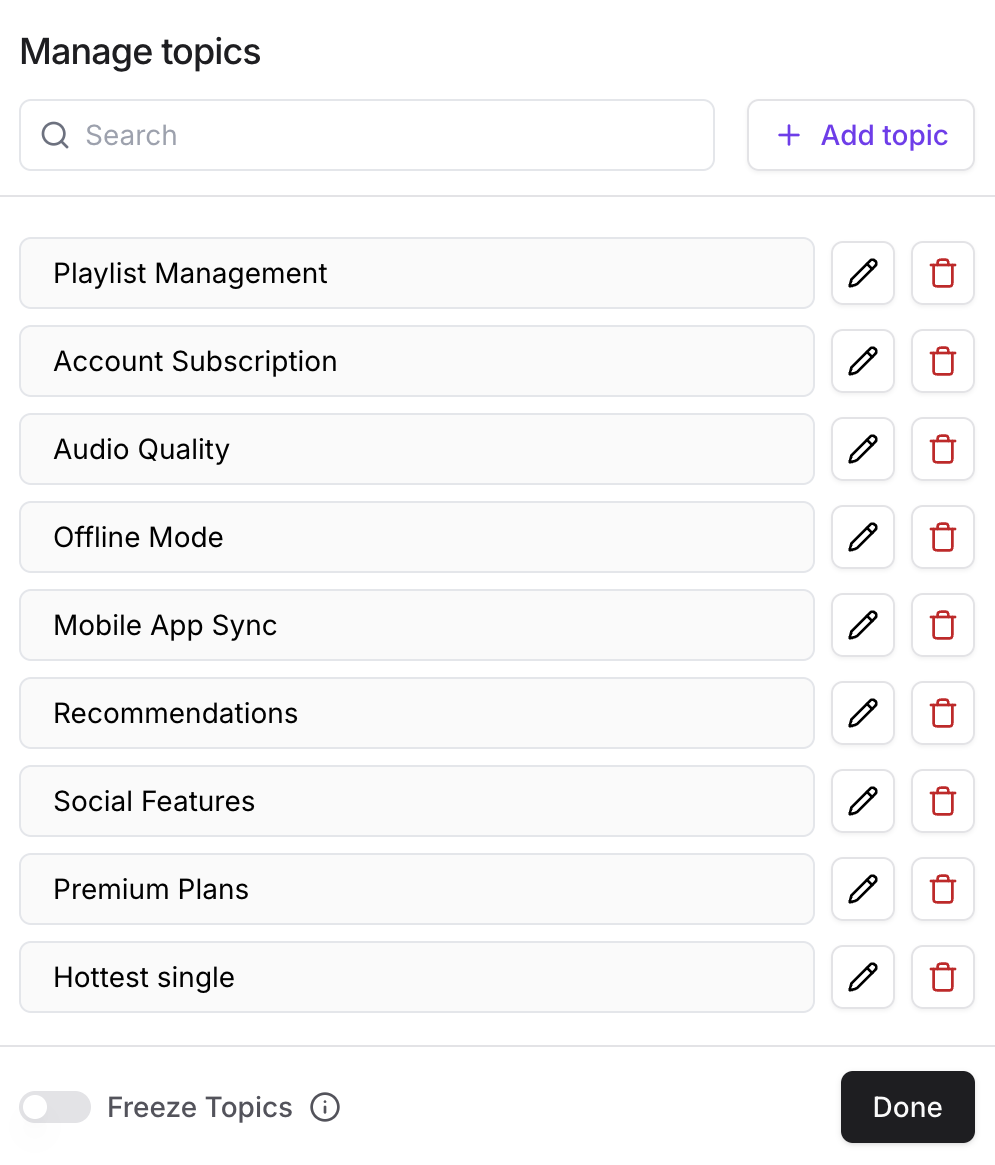 Manage topics
Search
Add topic
Playlist Management
Account Subscription
Audio Quality
Offline Mode
Mobile App Sync
Recommendations
Social Features
Premium Plans
Hottest single
Freeze Topics
Done